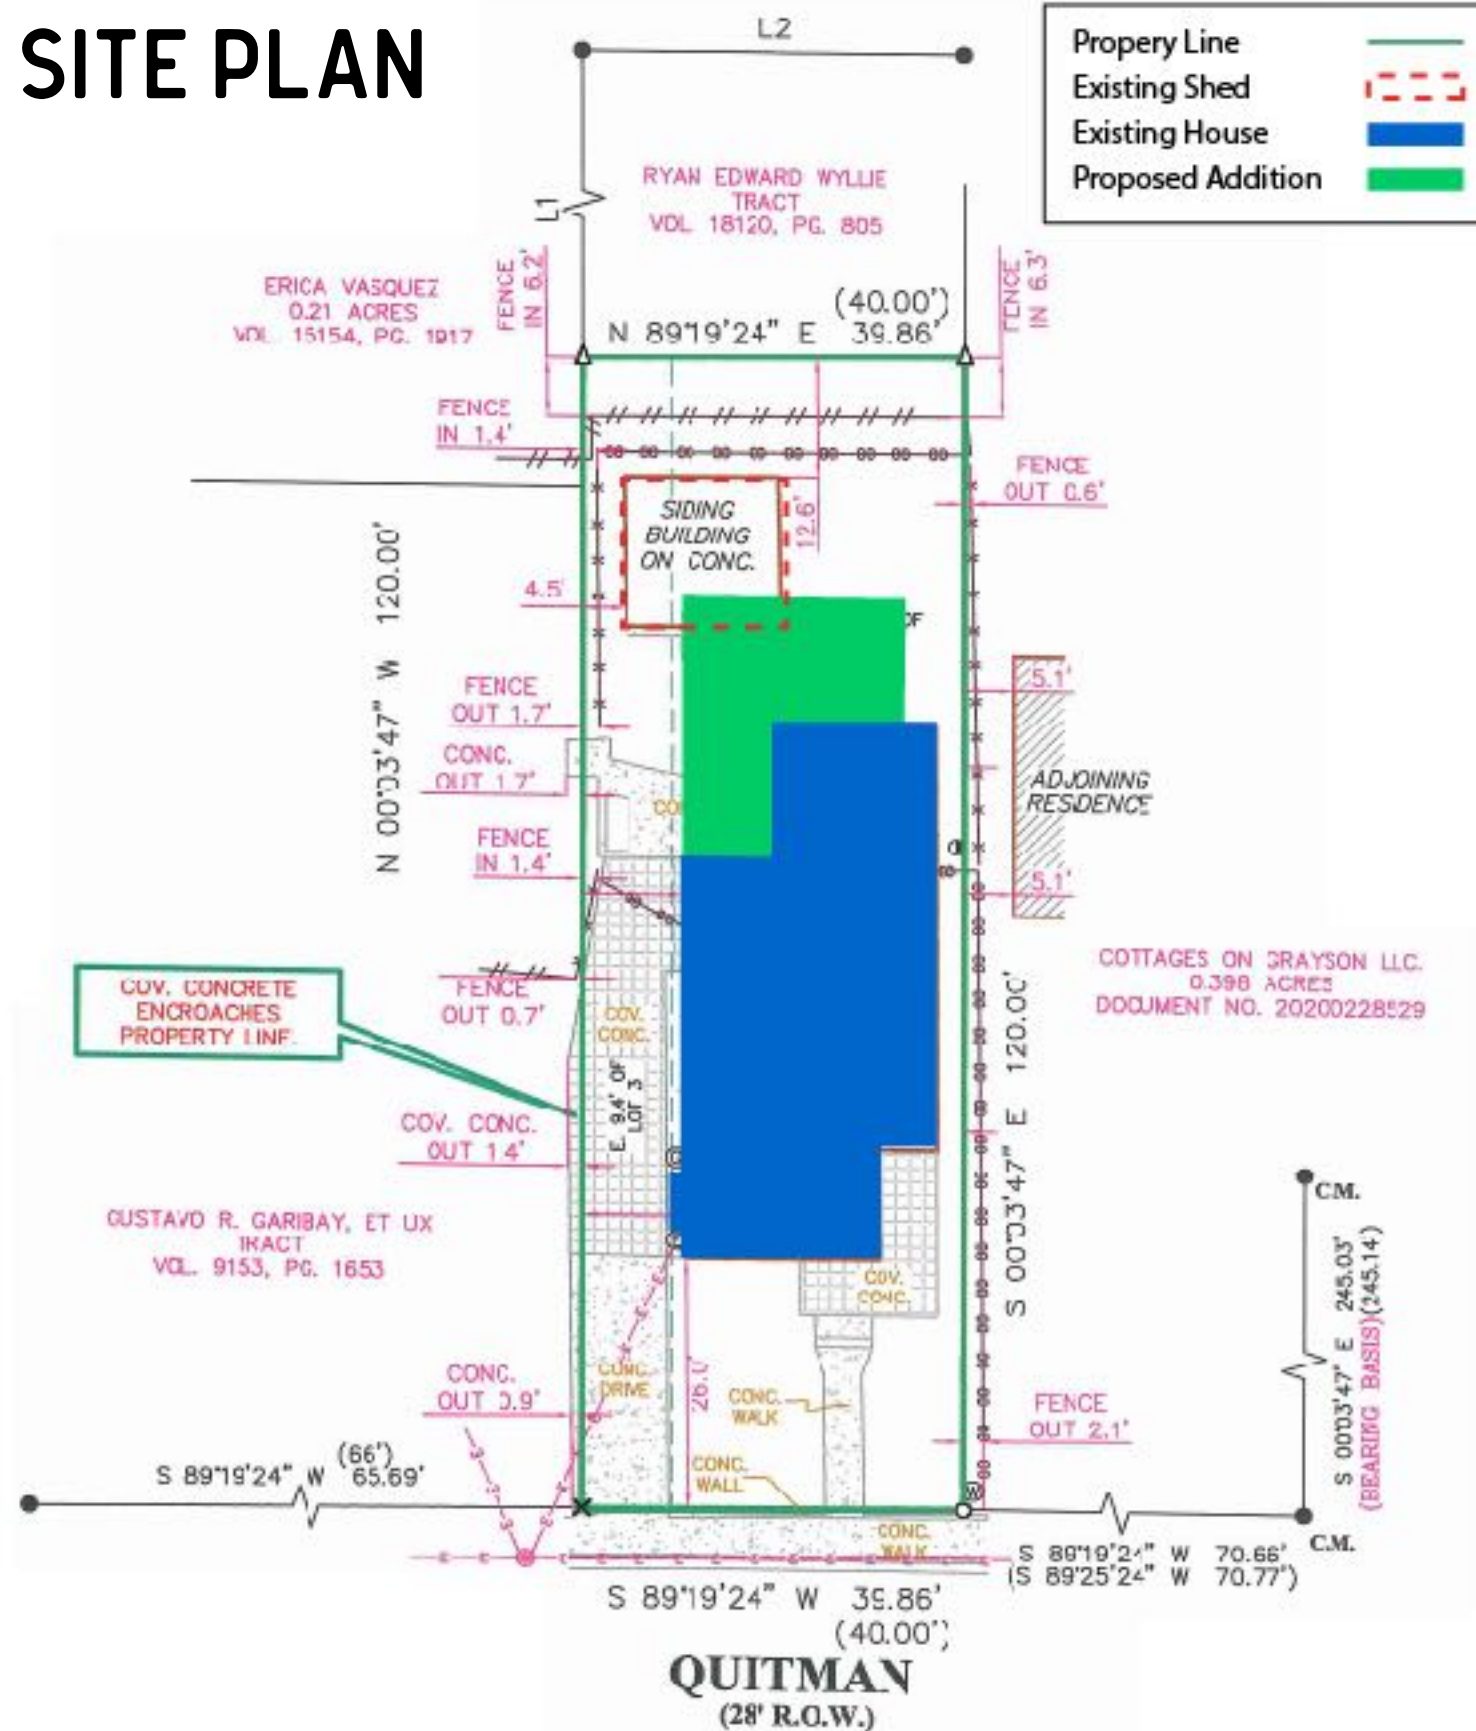 SITE PLAN
L2
Propery Line
Existing Shed
Existing House
Proposed Addition
L1
RYAN EDWARD WYLLIE
TRACT
VOL 18120, PG. 805
ERICA VASQUEZ
0.21 ACRES
VOL. 15154, PG. 1917
FENCE
IN 6.2'
FENCE
IN 6.3'
(40.00')
N 89°19'24" E 39.86'
FENCE
IN 1.4'
FENCE
OUT 0.6'
SIDING
BUILDING
ON CONC.
12.6'
4.5'
OF
N 00°03'47" W 120.00'
FENCE
OUT 1.7'
5.1'
CONC.
OUT 1.7'
ADJOINING
RESIDENCE
FENCE
IN 1.4'
5.1'
COTTAGES ON GRAYSON LLC.
0.398 ACRES
DOCUMENT NO. 20200228529
COV. CONCRETE
ENCROACHES
PROPERTY LINE.
FENCE
OUT 0.7'
COV.
CONC.
E. 9.4' OF
LOT 3
S 00°03'47" E 120.00'
COV. CONC.
OUT 1.4'
GUSTAVO R. GARIBAY, ET UX
TRACT
VOL. 9153, PG. 1653
C.M.
S 00°03'47" E 245.03'
(BEARING BASIS)(245.14)
COV.
CONC.
CONC.
DRIVE
26.0'
CONC.
OUT 0.9'
CONC.
WALK
FENCE
OUT 2.1'
CONC.
WALL
(66')
S 89°19'24" W 65.69'
CONC.
WALK
C.M.
S 89°19'24" W 70.66'
(S 89°25'24" W 70.77')
S 89°19'24" W 39.86'
(40.00')
QUITMAN
(28' R.O.W.)